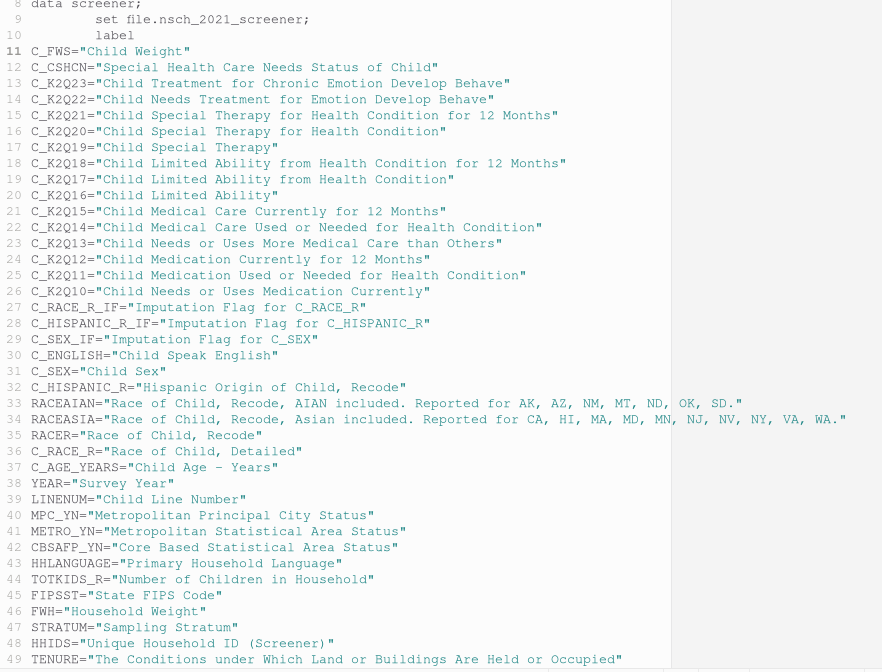 8 data screener;
9 set file.nsch_2021_screener;
10 label
11 C_FWS="Child Weight"
12 C_CSHCN="Special Health Care Needs Status of Child"
13 C_K2Q23="Child Treatment for Chronic Emotion Develop Behave"
14 C_K2Q22="Child Needs Treatment for Emotion Develop Behave"
15 C_K2Q21="Child Special Therapy for Health Condition for 12 Months"
16 C_K2Q20="Child Special Therapy for Health Condition"
17 C_K2Q19="Child Special Therapy"
18 C_K2Q18="Child Limited Ability from Health Condition for 12 Months"
19 C_K2Q17="Child Limited Ability from Health Condition"
20 C_K2Q16="Child Limited Ability"
21 C_K2Q15="Child Medical Care Currently for 12 Months"
22 C_K2Q14="Child Medical Care Used or Needed for Health Condition"
23 C_K2Q13="Child Needs or Uses More Medical Care than Others"
24 C_K2Q12="Child Medication Currently for 12 Months"
25 C_K2Q11="Child Medication Used or Needed for Health Condition"
26 C_K2Q10="Child Needs or Uses Medication Currently"
27 C_RACE_R_IF="Imputation Flag for C_RACE_R"
28 C_HISPANIC_R_IF="Imputation Flag for C_HISPANIC_R"
29 C_SEX_IF="Imputation Flag for C_SEX"
30 C_ENGLISH="Child Speak English"
31 C_SEX="Child Sex"
32 C_HISPANIC_R="Hispanic Origin of Child, Recode"
33 RACEAIAN="Race of Child, Recode, AIAN included. Reported for AK, AZ, NM, MT, ND, OK, SD."
34 RACEASIA="Race of Child, Recode, Asian included. Reported for CA, HI, MA, MD, MN, NJ, NV, NY, VA, WA."
35 RACER="Race of Child, Recode"
36 C_RACE_R="Race of Child, Detailed"
37 C_AGE_YEARS="Child Age - Years"
38 YEAR="Survey Year"
39 LINENUM="Child Line Number"
40 MPC_YN="Metropolitan Principal City Status"
41 METRO_YN="Metropolitan Statistical Area Status"
42 CBSAFP_YN="Core Based Statistical Area Status"
43 HHLANGUAGE="Primary Household Language"
44 TOTKIDS_R="Number of Children in Household"
45 FIPSST="State FIPS Code"
46 FWH="Household Weight"
47 STRATUM="Sampling Stratum"
48 HHIDS="Unique Household ID (Screener)"
49 TENURE="The Conditions under Which Land or Buildings Are Held or Occupied"